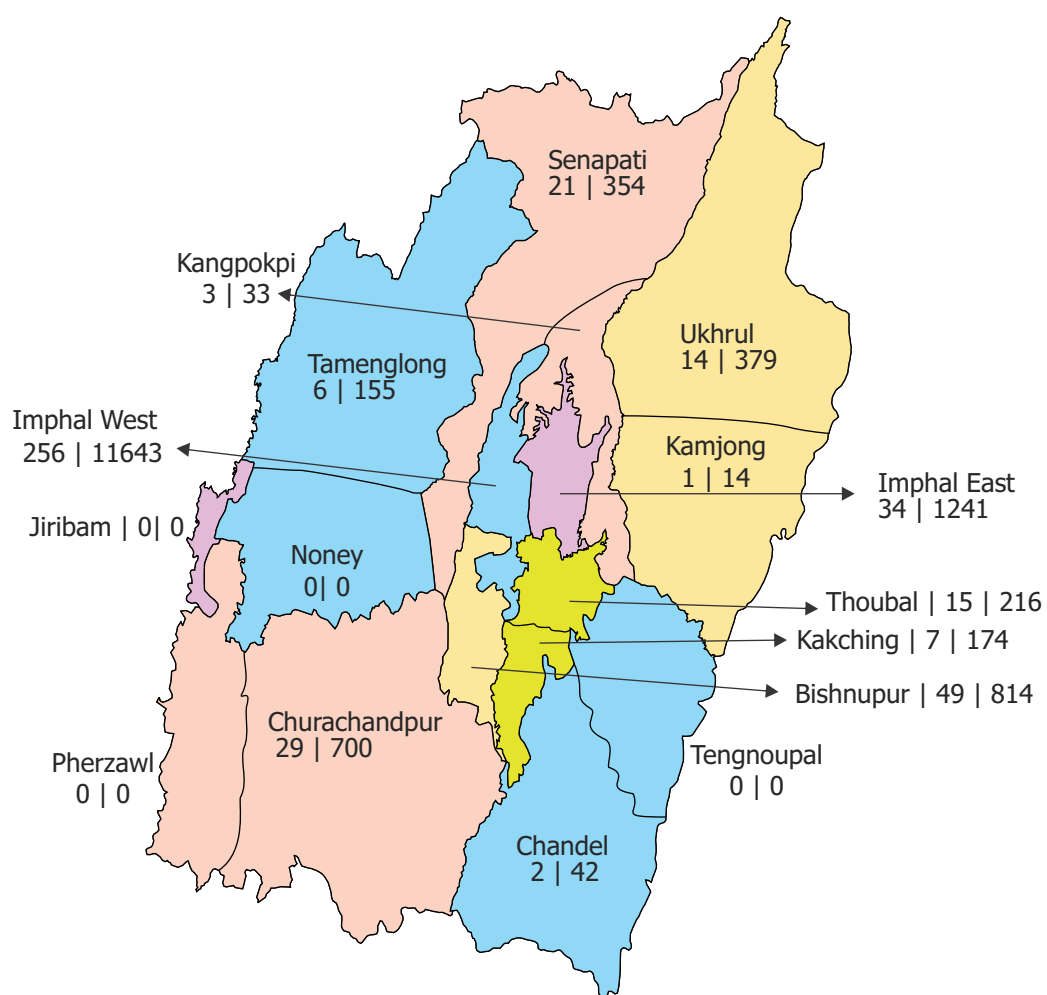 Senapati
21 | 354
Kangpokpi
3 | 33
Ukhrul
14 | 379
Tamenglong
6 | 155
Imphal West
256 | 11643
Kamjong
1 | 14
Imphal East
34 | 1241
Jiribam | 0| 0
Noney
0| 0
Thoubal | 15 | 216
Kakching | 7 | 174
Bishnupur | 49 | 814
Churachandpur
29 | 700
Pherzawl
0 | 0
Tengnoupal
0 | 0
Chandel
2 | 42